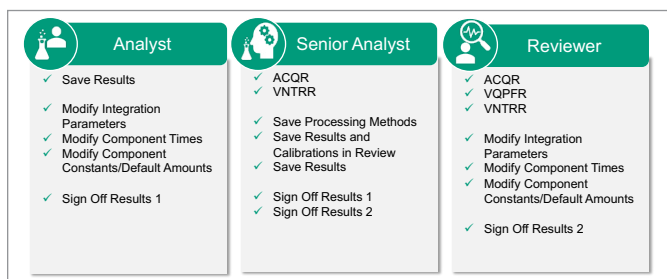 Analyst
Save Results
Modify Integration
Parameters
Modify Component Times
Modify Component
Constants/Default Amounts
Sign Off Results 1
Senior Analyst
ACQR
VNTRR
Save Processing Methods
Save Results and
Calibrations in Review
Save Results
Sign Off Results 1
Sign Off Results 2
Reviewer
ACQR
VQPFR
VNTRR
Modify Integration
Parameters
Modify Component Times
Modify Component
Constants/Default Amounts
Sign Off Results 2